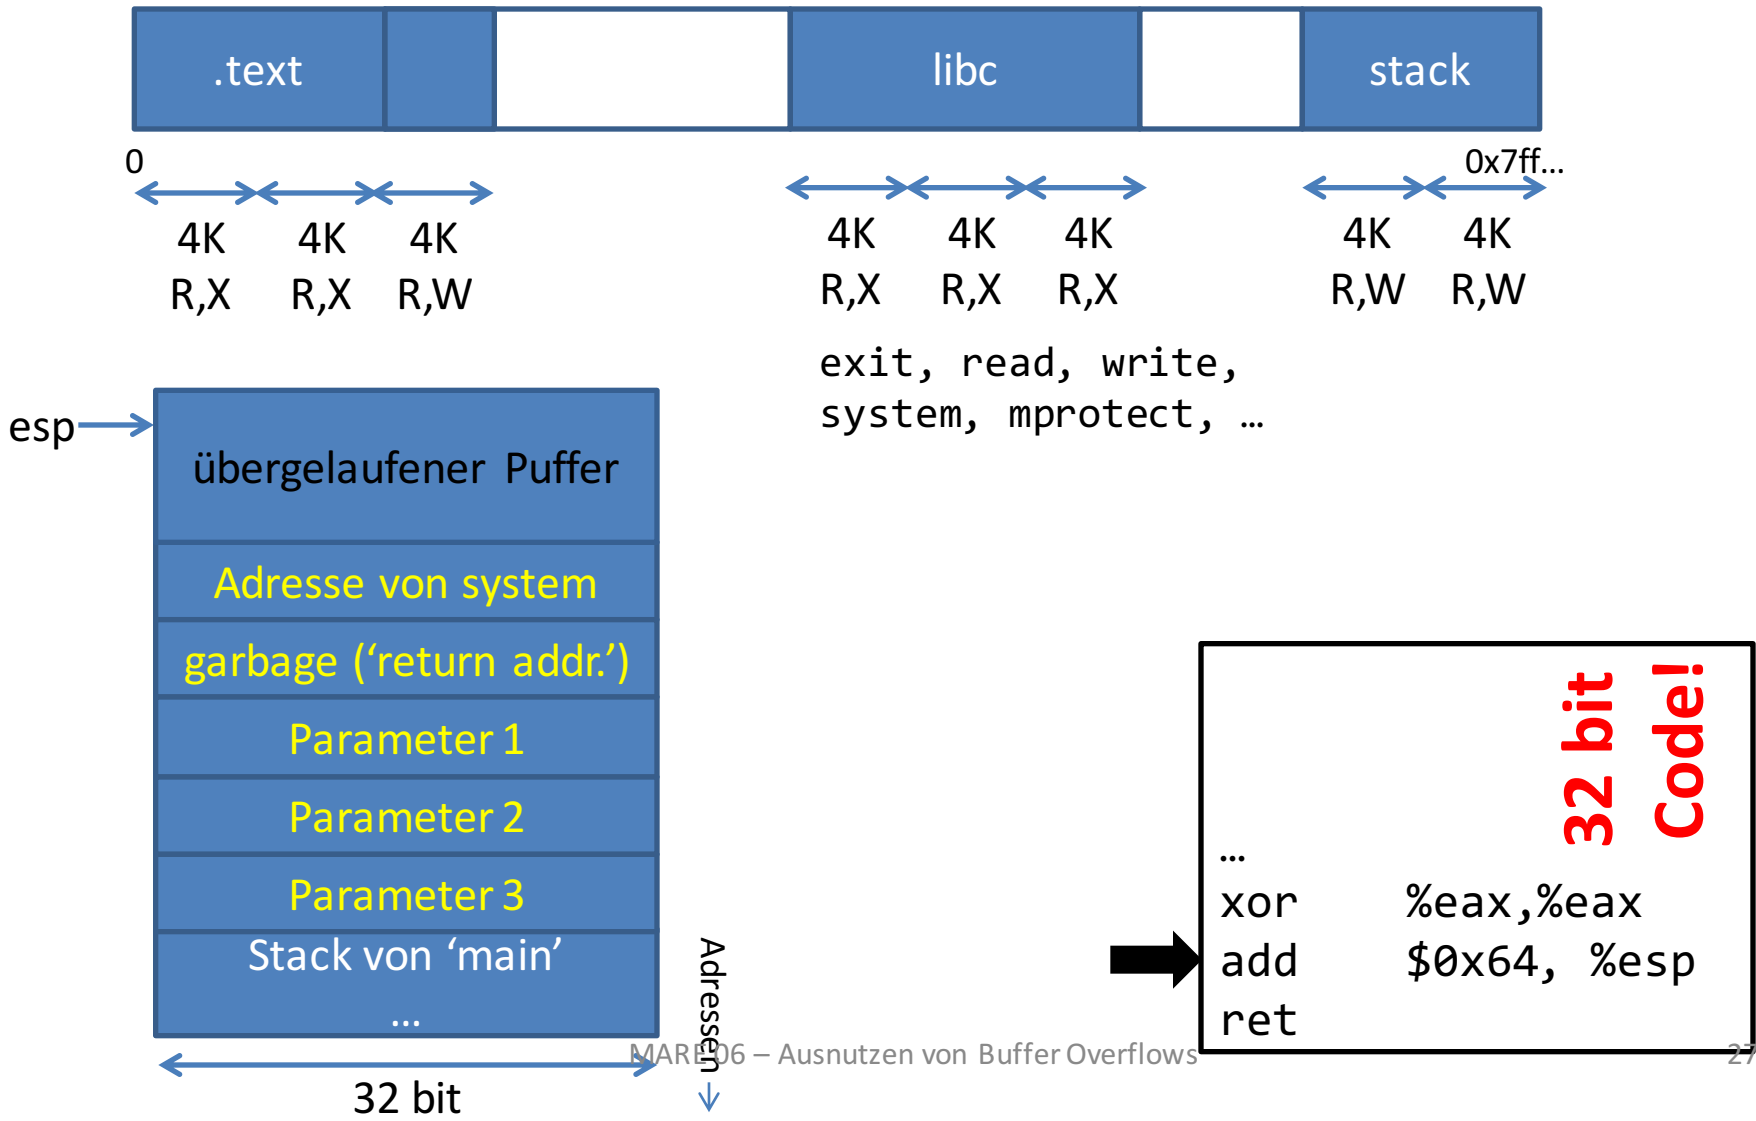 .text
libc
stack
0
0x7ff...
4K
4K
4K
4K
4K
4K
4K
4K
R,X
R,X
R,W
R,X
R,X
R,X
R,W
R,W
exit, read, write,
system, mprotect, …
esp
übergelaufener Puffer
Adresse von system
garbage (‘return addr.’)
Parameter 1
Parameter 2
Parameter 3
Stack von ‘main’
...
32 bit
Adressen
32 bit
Code!
…
xor %eax,%eax
add $0x64, %esp
ret
MARE 06 – Ausnutzen von Buffer Overflows
27